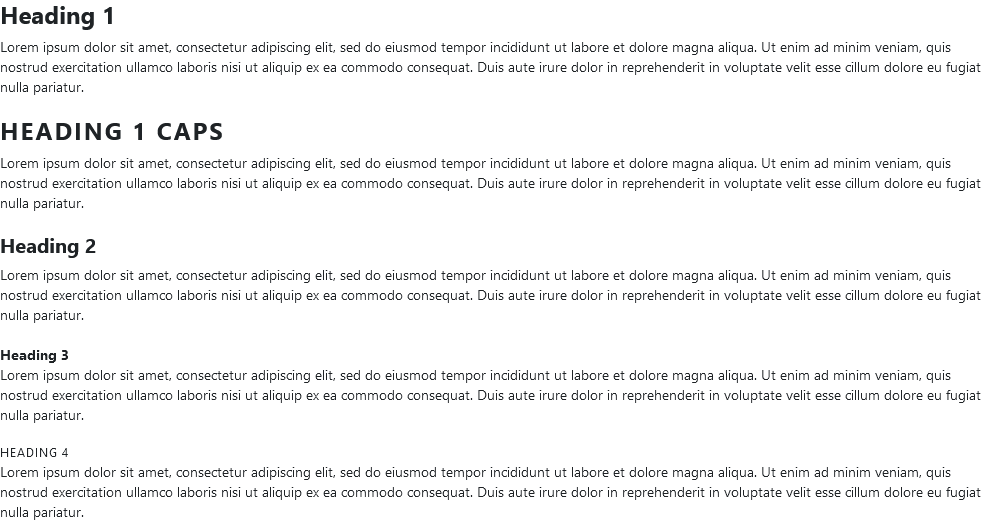 Heading 1
Lorem ipsum dolor sit amet, consectetur adipiscing elit, sed do eiusmod tempor incididunt ut labore et dolore magna aliqua. Ut enim ad minim veniam, quis
nostrud exercitation ullamco laboris nisi ut aliquip ex ea commodo consequat. Duis aute irure dolor in reprehenderit in voluptate velit esse cillum dolore eu fugiat
nulla pariatur.
HEADING 1 CAPS
Lorem ipsum dolor sit amet, consectetur adipiscing elit, sed do eiusmod tempor incididunt ut labore et dolore magna aliqua. Ut enim ad minim veniam, quis
nostrud exercitation ullamco laboris nisi ut aliquip ex ea commodo consequat. Duis aute irure dolor in reprehenderit in voluptate velit esse cillum dolore eu fugiat
nulla pariatur.
Heading 2
Lorem ipsum dolor sit amet, consectetur adipiscing elit, sed do eiusmod tempor incididunt ut labore et dolore magna aliqua. Ut enim ad minim veniam, quis
nostrud exercitation ullamco laboris nisi ut aliquip ex ea commodo consequat. Duis aute irure dolor in reprehenderit in voluptate velit esse cillum dolore eu fugiat
nulla pariatur.
Heading 3
Lorem ipsum dolor sit amet, consectetur adipiscing elit, sed do eiusmod tempor incididunt ut labore et dolore magna aliqua. Ut enim ad minim veniam, quis
nostrud exercitation ullamco laboris nisi ut aliquip ex ea commodo consequat. Duis aute irure dolor in reprehenderit in voluptate velit esse cillum dolore eu fugiat
nulla pariatur.
HEADING 4
Lorem ipsum dolor sit amet, consectetur adipiscing elit, sed do eiusmod tempor incididunt ut labore et dolore magna aliqua. Ut enim ad minim veniam, quis
nostrud exercitation ullamco laboris nisi ut aliquip ex ea commodo consequat. Duis aute irure dolor in reprehenderit in voluptate velit esse cillum dolore eu fugiat
nulla pariatur.